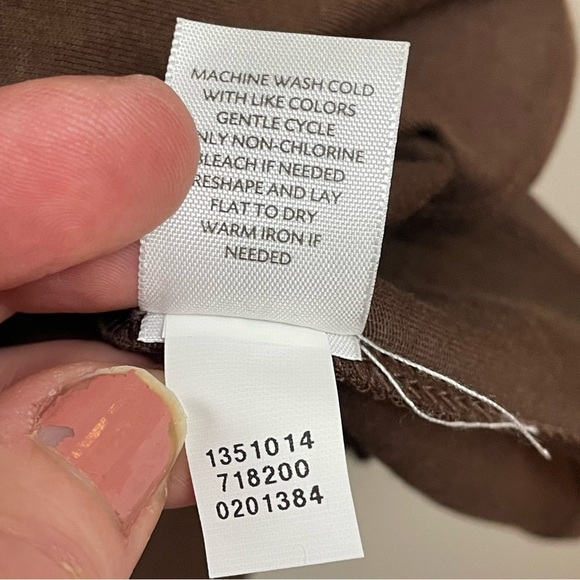 MACHINE WASH COLD
WITH LIKE COLORS
GENTLE CYCLE
NLY NON-CHLORINE
BLEACH IF NEEDED
RESHAPE AND LAY
FLAT TO DRY
WARM IRON IF
NEEDED
1351014
718200
0201384